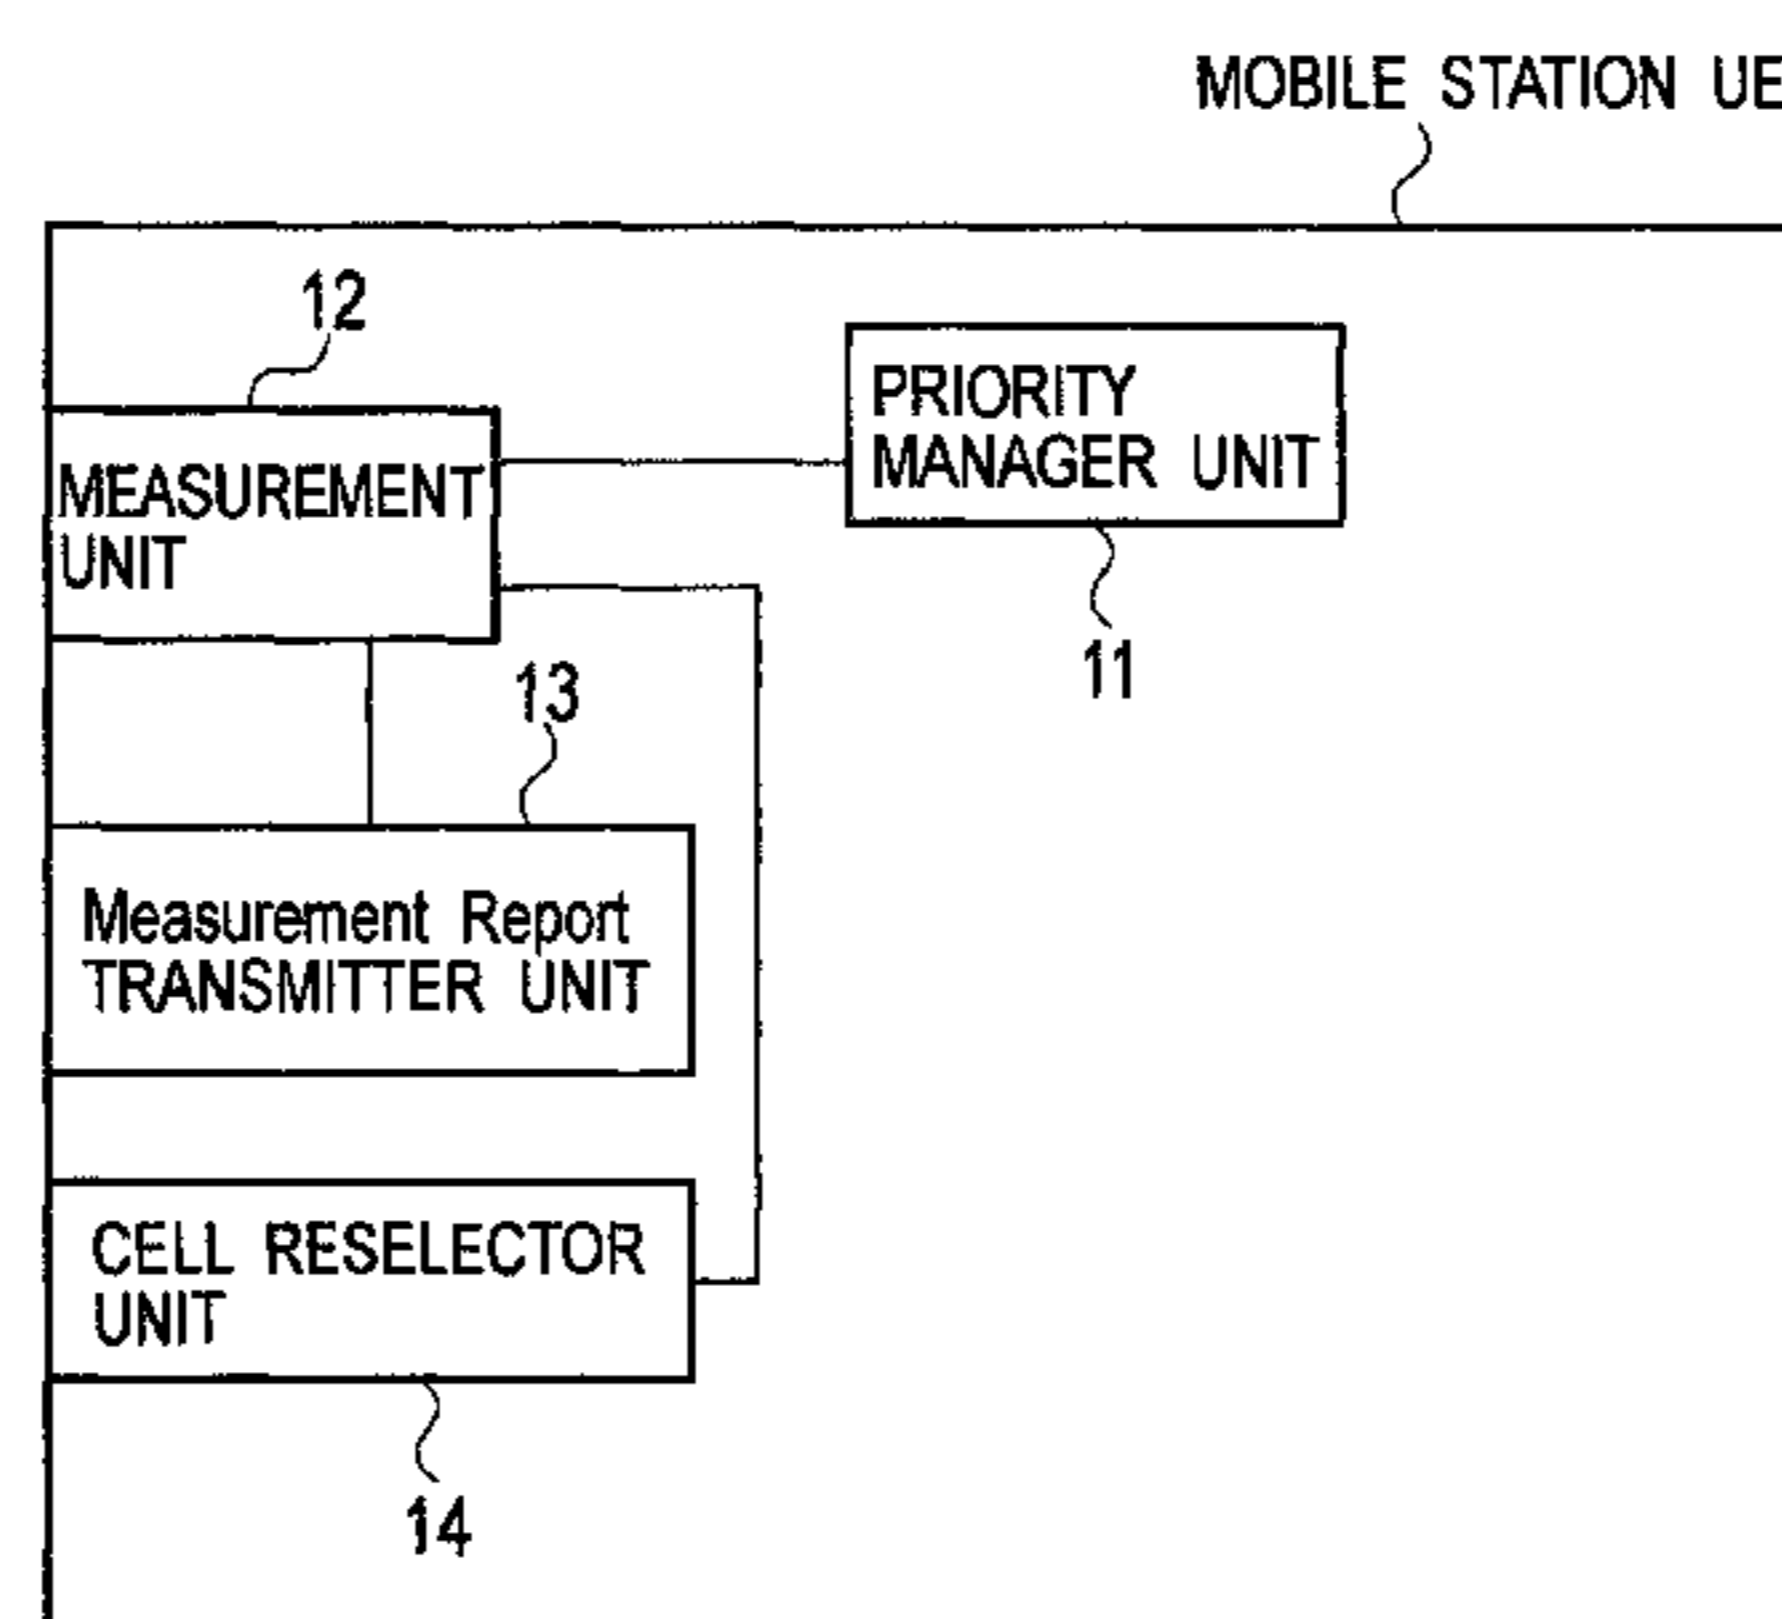 MOBILE STATION UE
12
PRIORITY
MANAGER UNIT
MEASUREMENT
UNIT
11
13
Measurement Report
TRANSMITTER UNIT
CELL RESELECTOR
UNIT
14